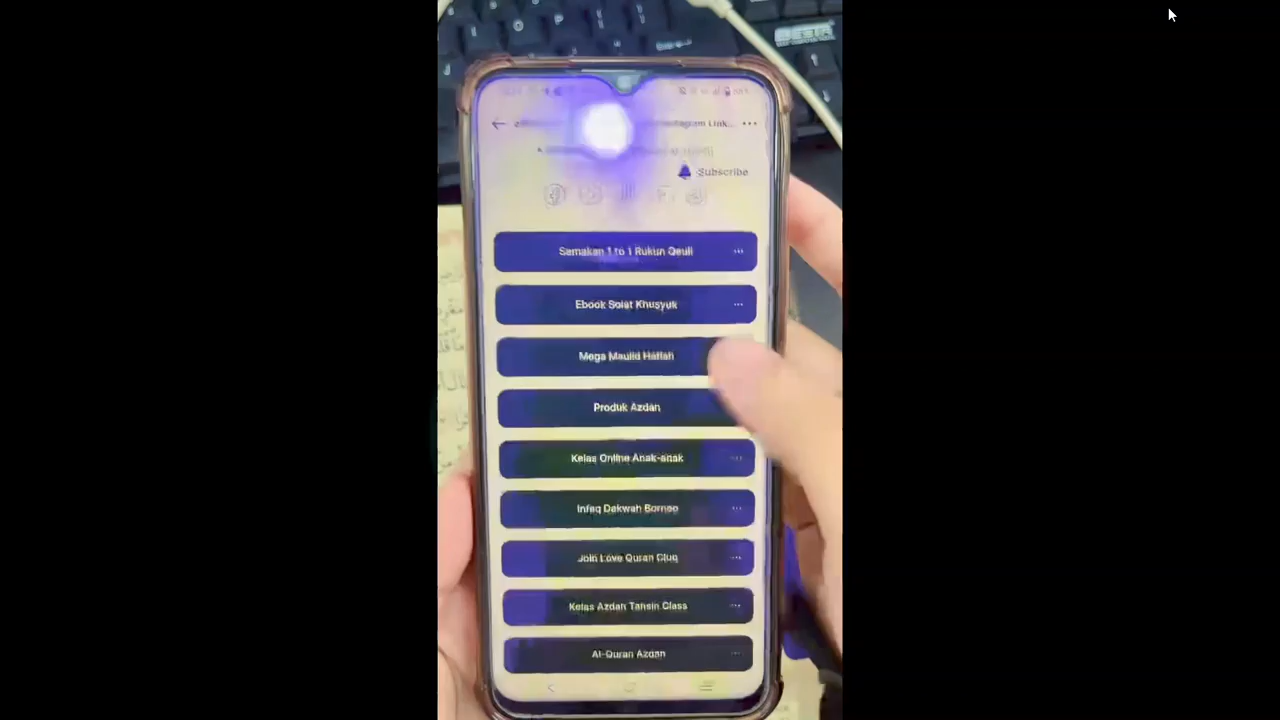 Subscribe
Semakan 1 to 1 Rukun Qauli
Ebook Solat Khusyuk
Mega Maulid Haflah
Produk Azdan
Kelas Online Anak-anak
Infaq Dakwah Borneo
Join Love Quran Cluq
Kelas Azdan Tahsin Class
Al-Quran Azdan